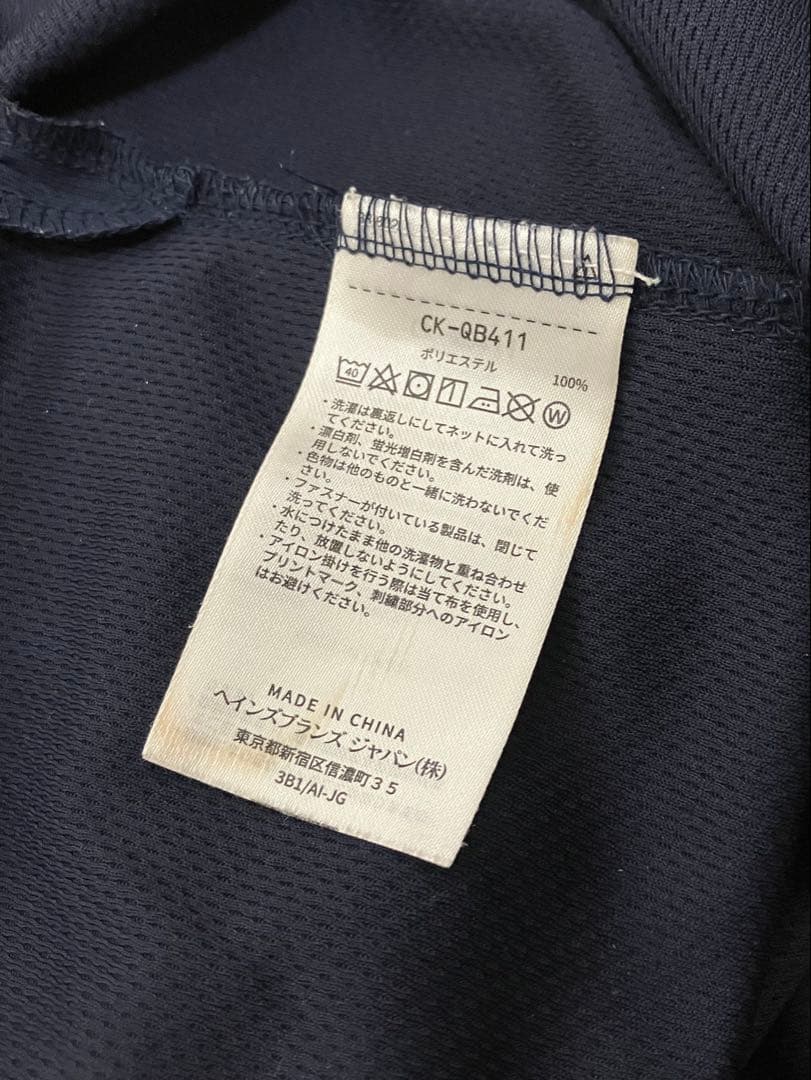 CK-QB411
ポリエステル 100%
40 W
・洗濯は裏返しにしてネットに入れて洗っ
てください。
・漂白剤、蛍光増白剤を含んだ洗剤は、使
用しないでください。
・色物は他のものと一緒に洗わないでくだ
さい。
・ファスナーが付いている製品は、閉じて
洗ってください。
・水につけたまま他の洗濯物と重ね合わせ
たり、放置しないようにしてください。
・アイロン掛けを行う際は当て布を使用し、
プリントマーク、刺繍部分へのアイロン
はお避けください。
MADE IN CHINA
ヘインズブランズ ジャパン(株)
東京都新宿区信濃町35
3B1/AI-JG